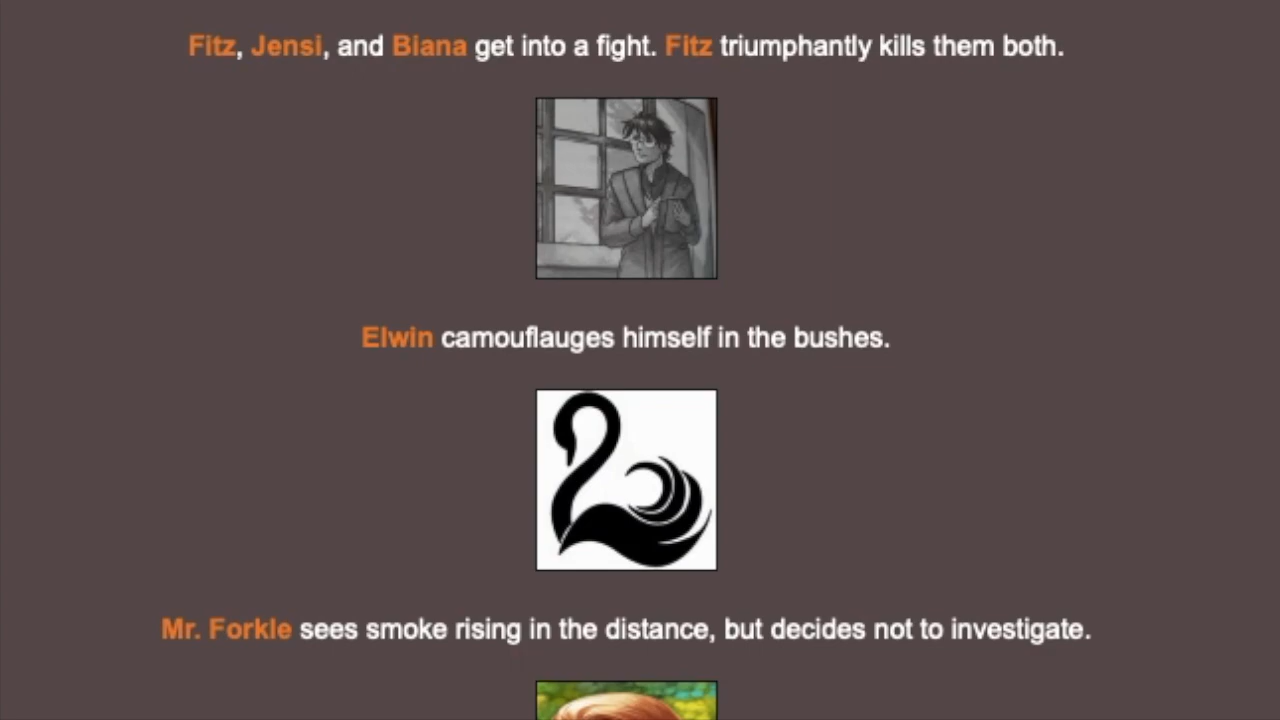 Fitz, Jensi, and Biana get into a fight. Fitz triumphantly kills them both.
Elwin camouflauges himself in the bushes.
Mr. Forkle sees smoke rising in the distance, but decides not to investigate.